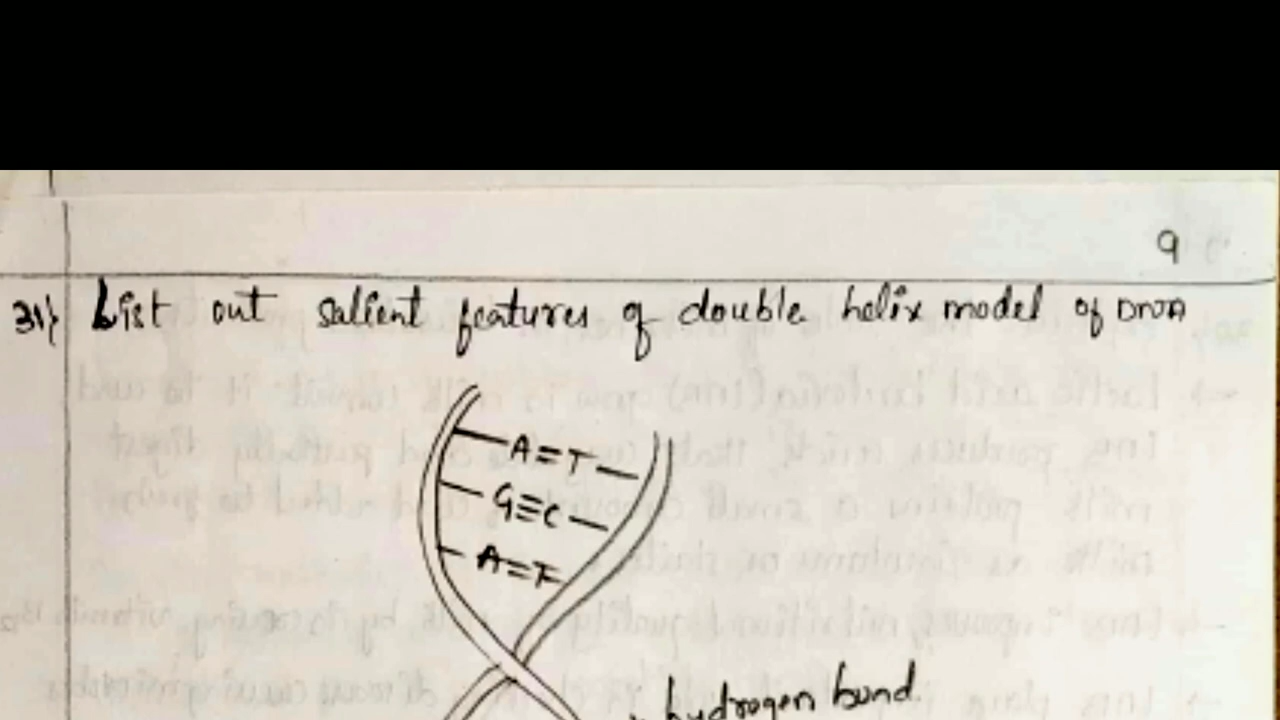 9
31} List out salient features of double helix model of DNA
A=T
G≡C
A=T
hydrogen bond